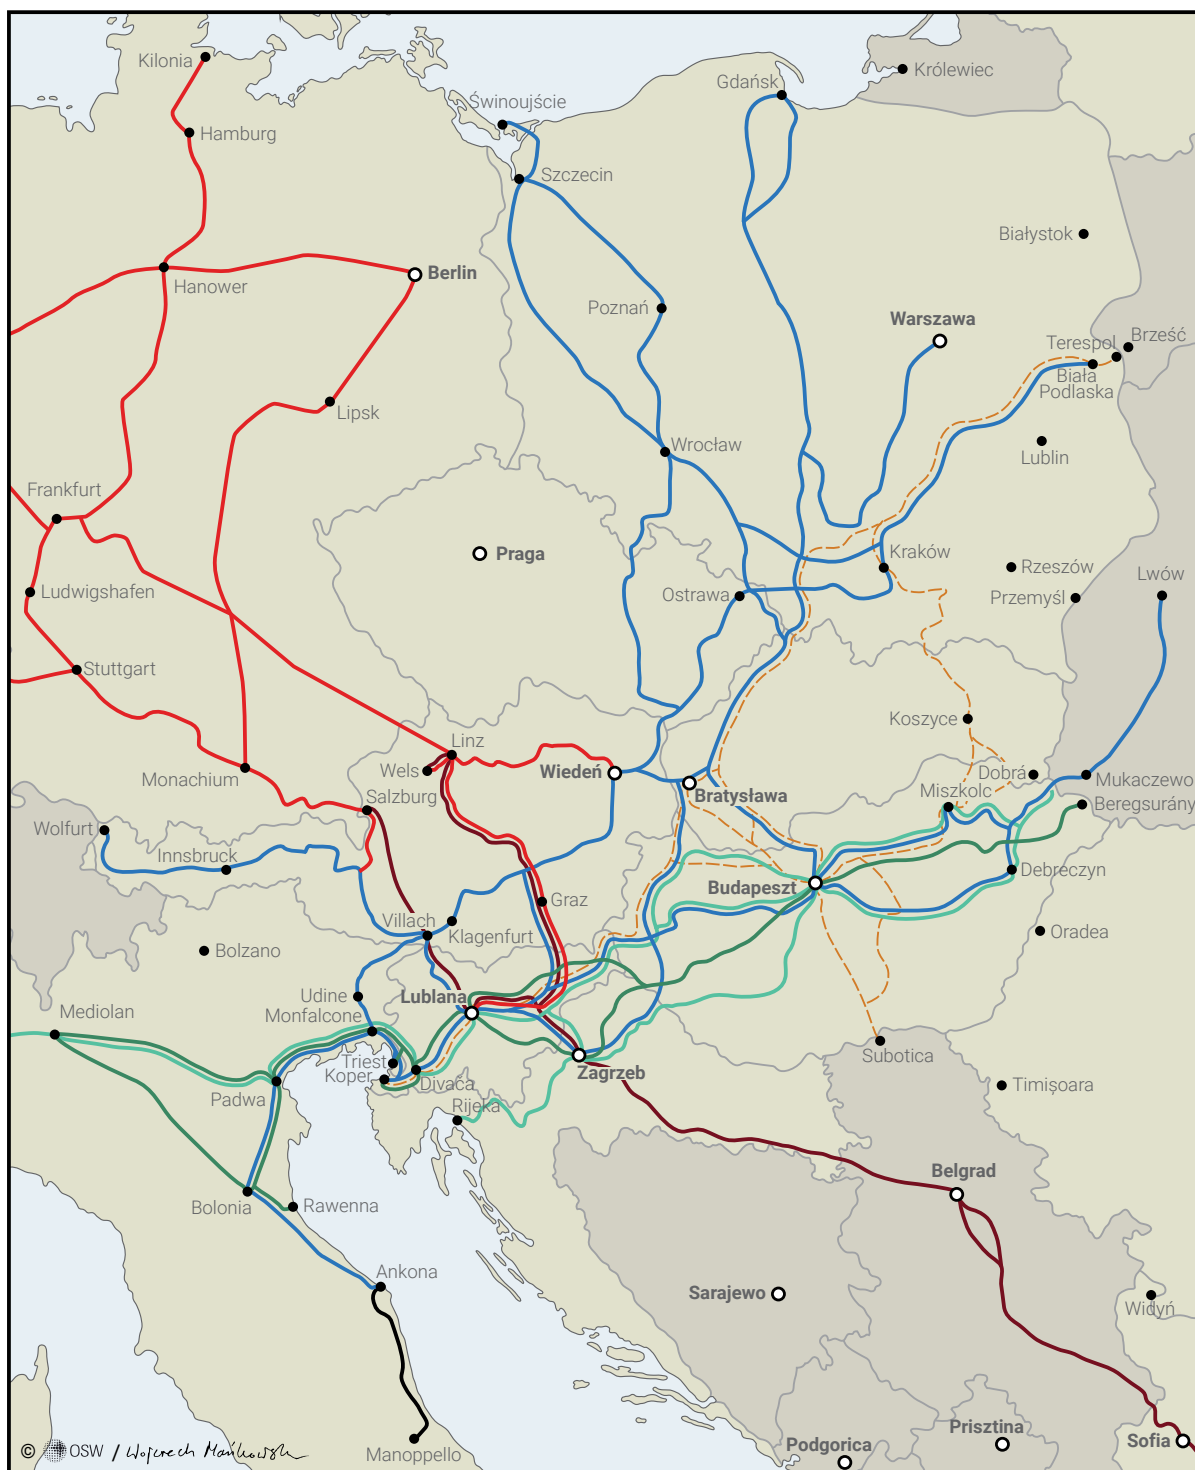 Kilonia
Hamburg
Świnoujście
Gdańsk
Królewiec
Szczecin
Białystok
Hanower
Berlin
Poznań
Warszawa
Terespol
Brześć
Biała
Podlaska
Lipsk
Wrocław
Lublin
Frankfurt
Praga
Kraków
Rzeszów
Lwów
Ludwigshafen
Ostrawa
Przemyśl
Stuttgart
Koszyce
Linz
Monachium
Wels
Wiedeń
Dobrá
Mukaczewo
Salzburg
Bratysława
Miszkolc
Beregsurány
Wolfurt
Innsbruck
Budapeszt
Debreczyn
Graz
Villach
Klagenfurt
Oradea
Bolzano
Udine
Lublana
Mediolan
Monfalcone
Triest
Koper
Divača
Zagrzeb
Subotica
Padwa
Rijeka
Timișoara
Belgrad
Bolonia
Rawenna
Ankona
Sarajewo
Widyń
Prisztina
Manoppello
Podgorica
Sofia
© OSW / Wojciech Mańkowski